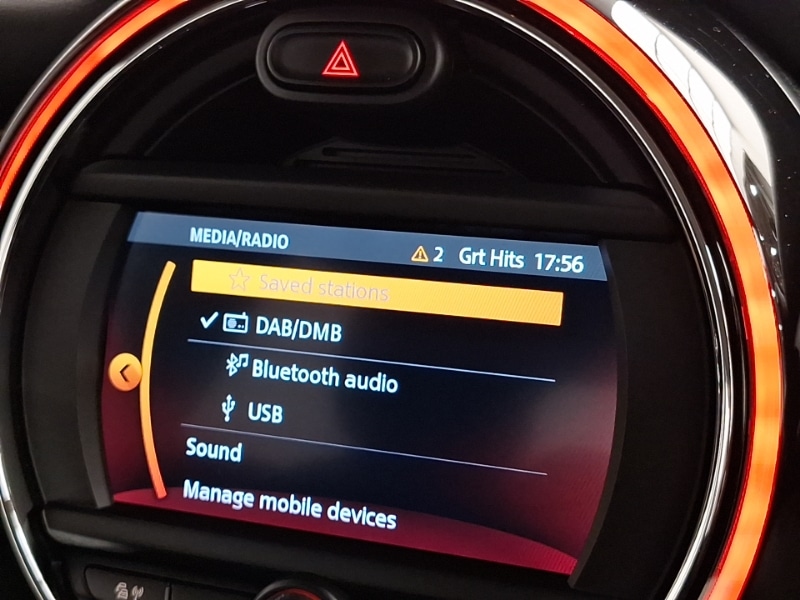 MEDIA/RADIO 2 Grt Hits 17:56
Saved stations
DAB/DMB
Bluetooth audio
USB
Sound
Manage mobile devices